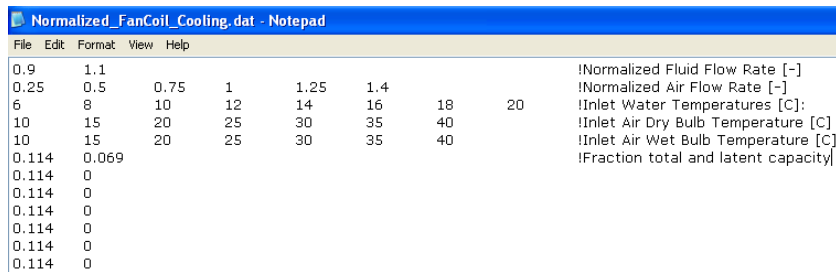 Normalized_FanCoil_Cooling.dat - Notepad
File Edit Format View Help
0.9 1.1 !Normalized Fluid Flow Rate [-]
0.25 0.5 0.75 1 1.25 1.4 !Normalized Air Flow Rate [-]
6 8 10 12 14 16 18 20 !Inlet Water Temperatures [C]:
10 15 20 25 30 35 40 !Inlet Air Dry Bulb Temperature [C]
10 15 20 25 30 35 40 !Inlet Air Wet Bulb Temperature [C]
0.114 0.069 !Fraction total and latent capacity
0.114 0
0.114 0
0.114 0
0.114 0
0.114 0
0.114 0